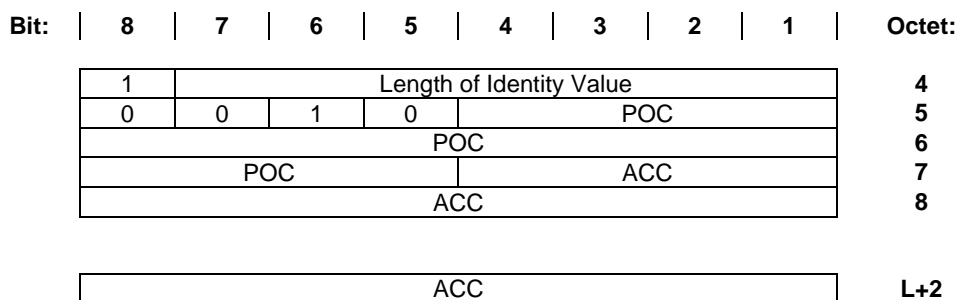 Bit: 8 7 6 5 4 3 2 1 Octet:
1 Length of Identity Value 4
0 0 1 0 POC 5
POC 6
POC ACC 7
ACC 8
ACC L+2